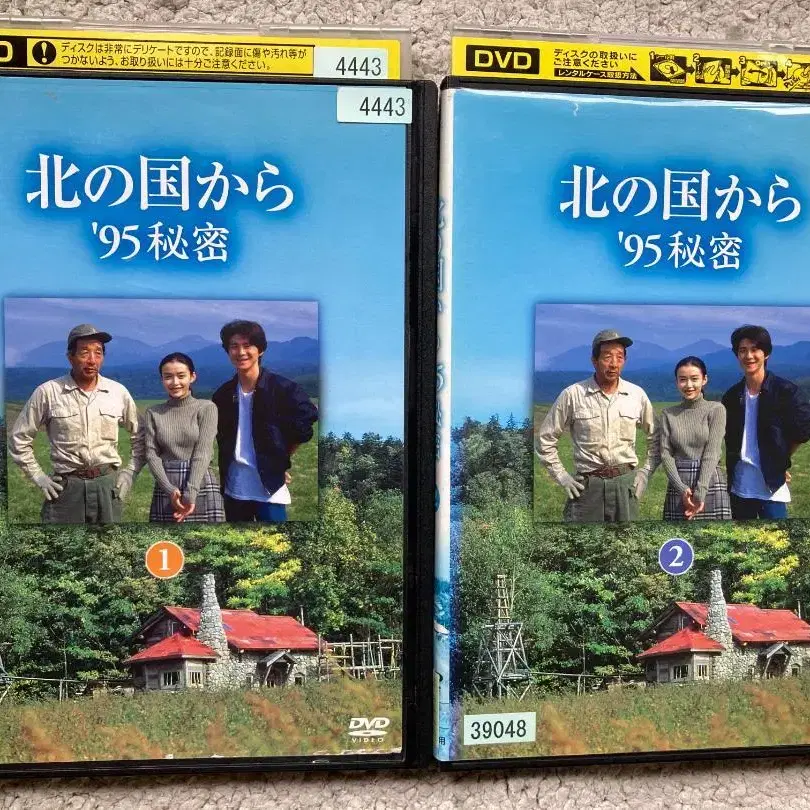 ディスクは非常にデリケートですので、記録面に傷や汚れ等が
つかないよう、お取り扱いには十分ご注意ください。
4443
4443
北の国から
'95 秘密
1
DVD
VIDEO
DVD
ディスクの取扱いに
ご注意ください
レンタルケース取扱方法
北の国から
'95 秘密
2
39048
用